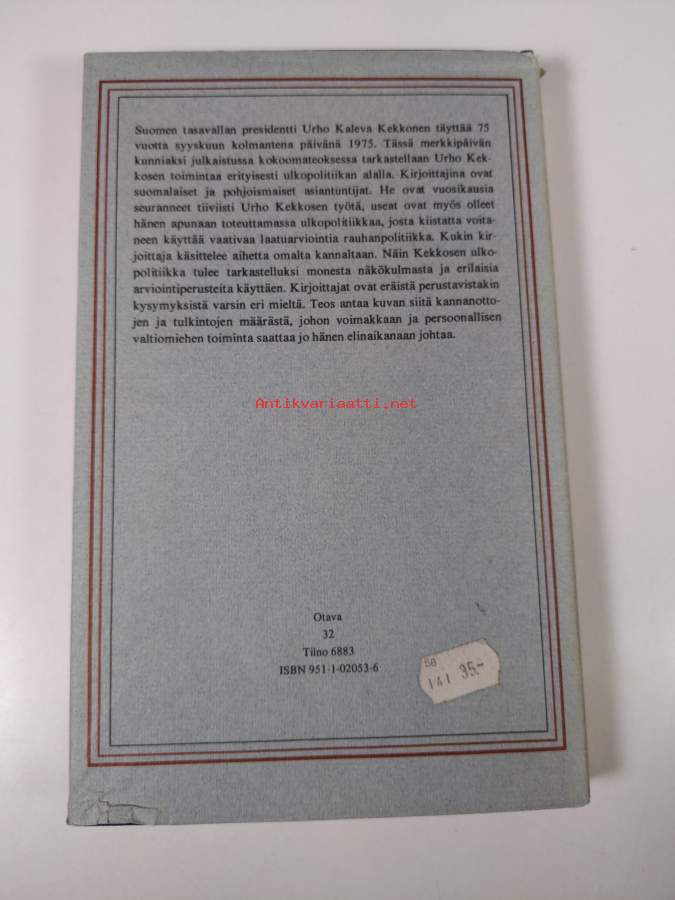 Suomen tasavallan presidentti Urho Kaleva Kekkonen täyttää 75
vuotta syyskuun kolmantena päivänä 1975. Tässä merkkipäivän
kunniaksi julkaistussa kokoomateoksessa tarkastellaan Urho Kek-
kosen toimintaa erityisesti ulkopolitiikan alalla. Kirjoittajina ovat
suomalaiset ja pohjoismaiset asiantuntijat. He ovat vuosikausia
seuranneet tiiviisti Urho Kekkosen työtä, useat ovat myös olleet
hänen apunaan toteuttamassa ulkopolitiikkaa, josta kiistatta voita-
neen käyttää vaativaa laatuarviointia rauhanpolitiikka. Kukin kir-
joittaja käsittelee aihetta omalta kannaltaan. Näin Kekkosen ulko-
politiikka tulee tarkastelluksi monesta näkökulmasta ja erilaisia
arviointiperusteita käyttäen. Kirjoittajat ovat eräistä perustavistakin
kysymyksistä varsin eri mieltä. Teos antaa kuvan siitä kannanotto-
jen ja tulkintojen määrästä, johon voimakkaan ja persoonallisen
valtiomiehen toiminta saattaa jo hänen elinaikanaan johtaa.
Antikvariaatti.net
Otava
32
Tilno 6883
ISBN 951-1-02053-6
50
141 35-